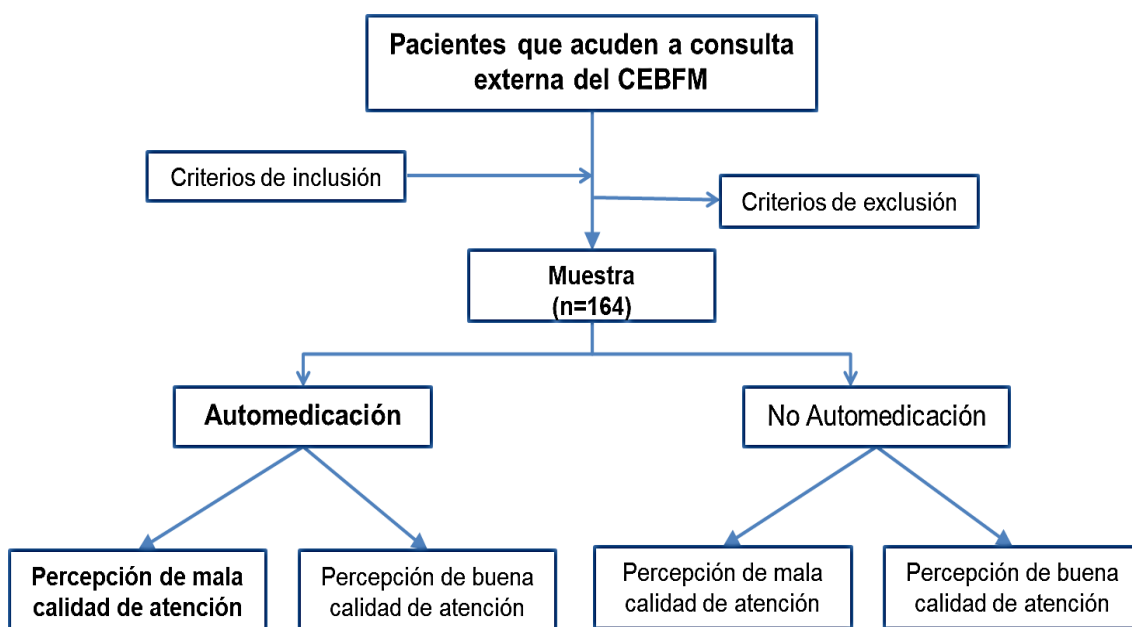 Pacientes que acuden a consulta
externa del CEBFM
Criterios de inclusión
Criterios de exclusión
Muestra
(n=164)
Automedicación
No Automedicación
Percepción de mala
calidad de atención
Percepción de buena
calidad de atención
Percepción de mala
calidad de atención
Percepción de buena
calidad de atención